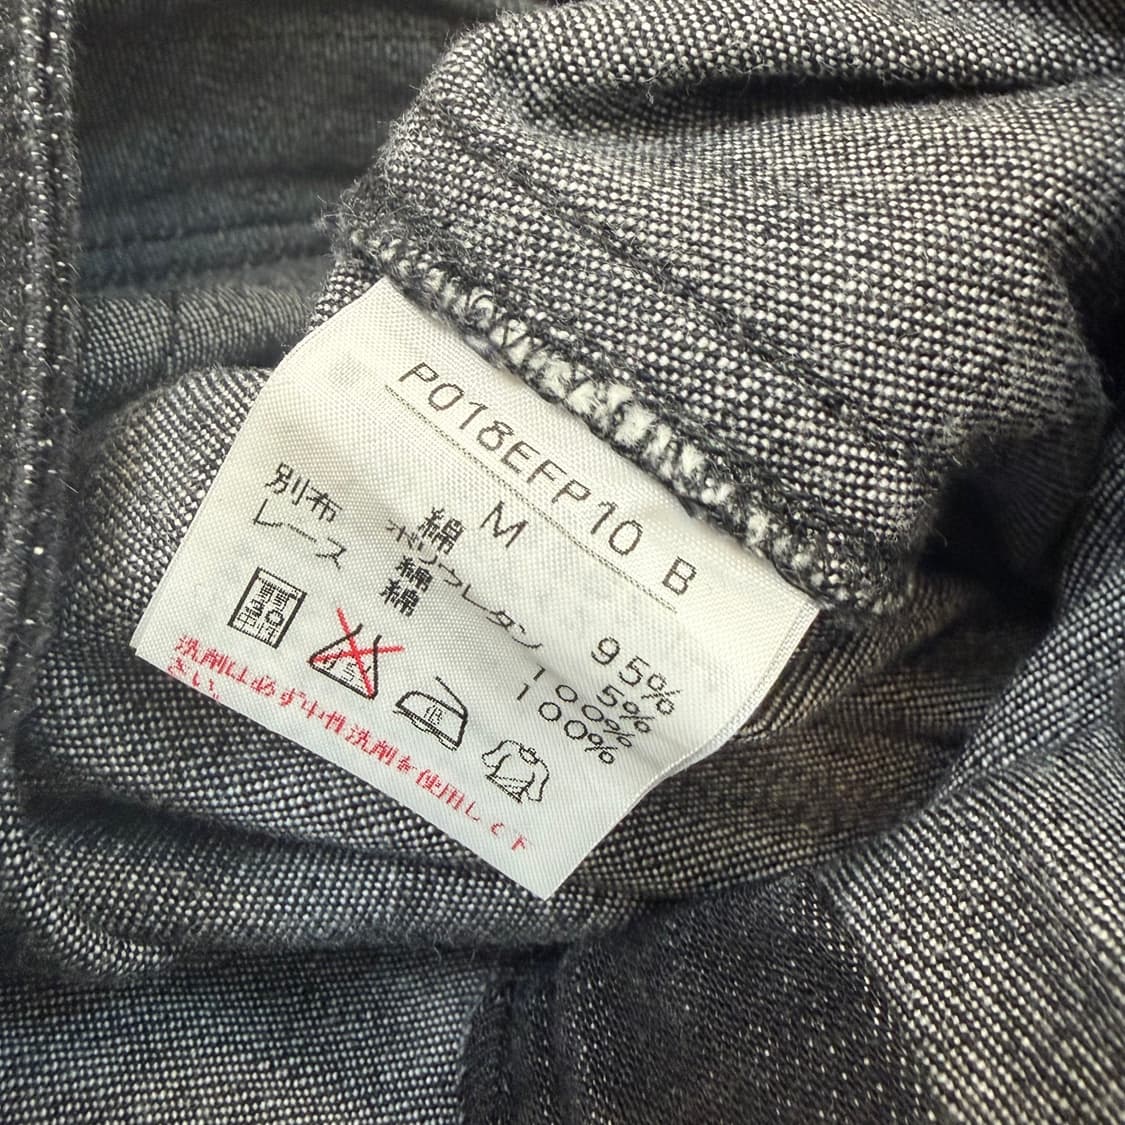 P018EFP10 B
M
綿 95%
ポリウレタン 5%
別布 綿 100%
レース 綿 100%
洗剤は必ず中性洗剤を使用して下
さい。